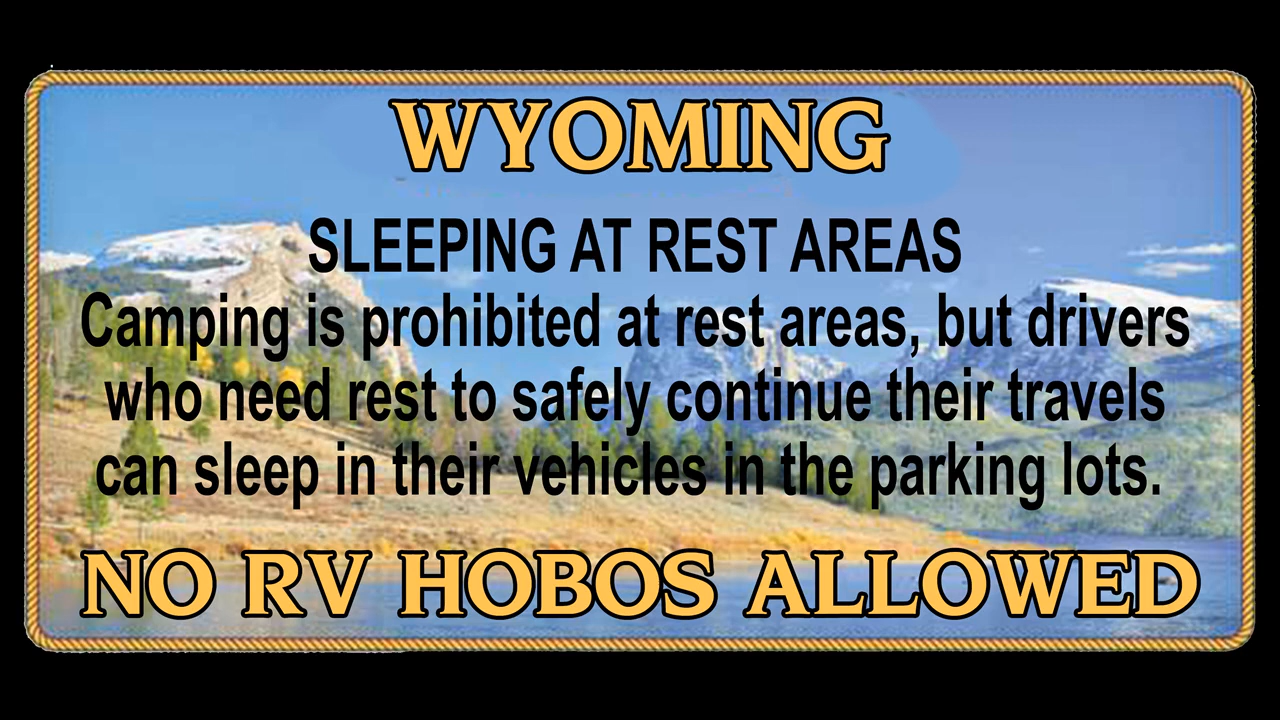 WYOMING
SLEEPING AT REST AREAS
Camping is prohibited at rest areas, but drivers
who need rest to safely continue their travels
can sleep in their vehicles in the parking lots.
NO RV HOBOS ALLOWED